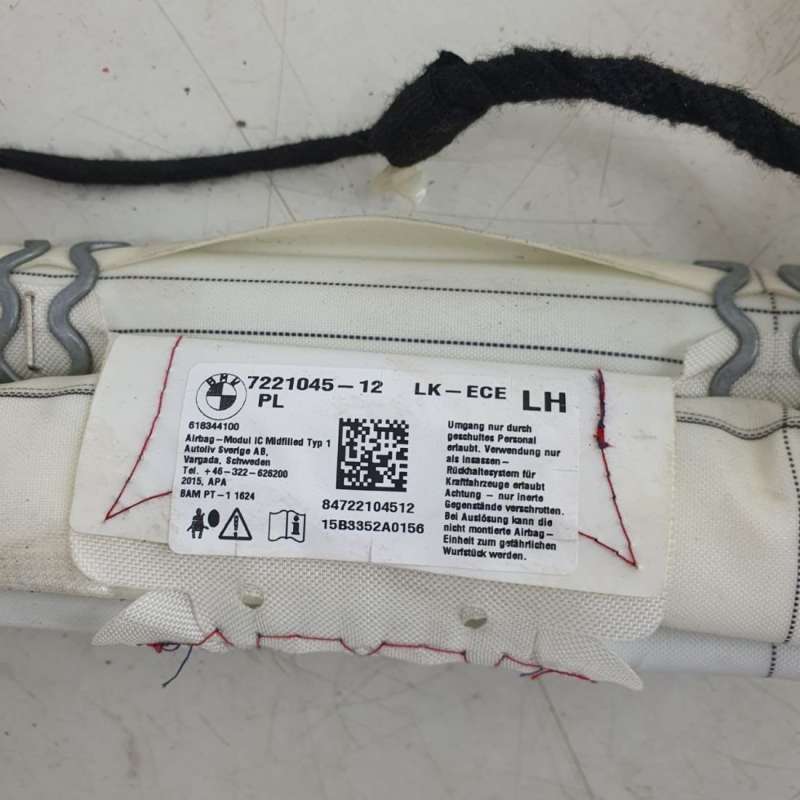 BMW
7221045-12 LK-ECE LH
PL
618344100
Airbag-Modul IC Midfilled Typ 1
Autoliv Sverige AB,
Vargada, Schweden
Tel. +46-322-626200
2015, APA
BAM PT-1 1624
84722104512
15B3352A0156
Umgang nur durch
geschultes Personal
erlaubt. Verwendung nur
als Insassen-
Rückhaltesystem für
Kraftfahrzeuge erlaubt
Achtung - nur inerte
Gegenstände verschrotten.
Bei Auslösung kann die
nicht montierte Airbag-
Einheit zum gefährlichen
Wurfstück werden.